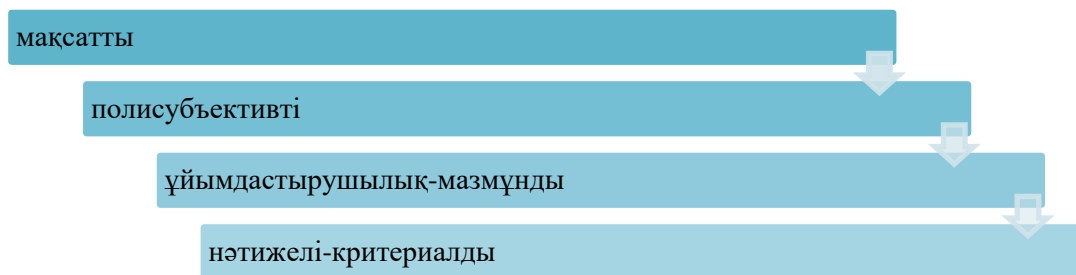 мақсатты
полисубъективті
ұйымдастырушылық-мазмұнды
нәтижелі-критериалды